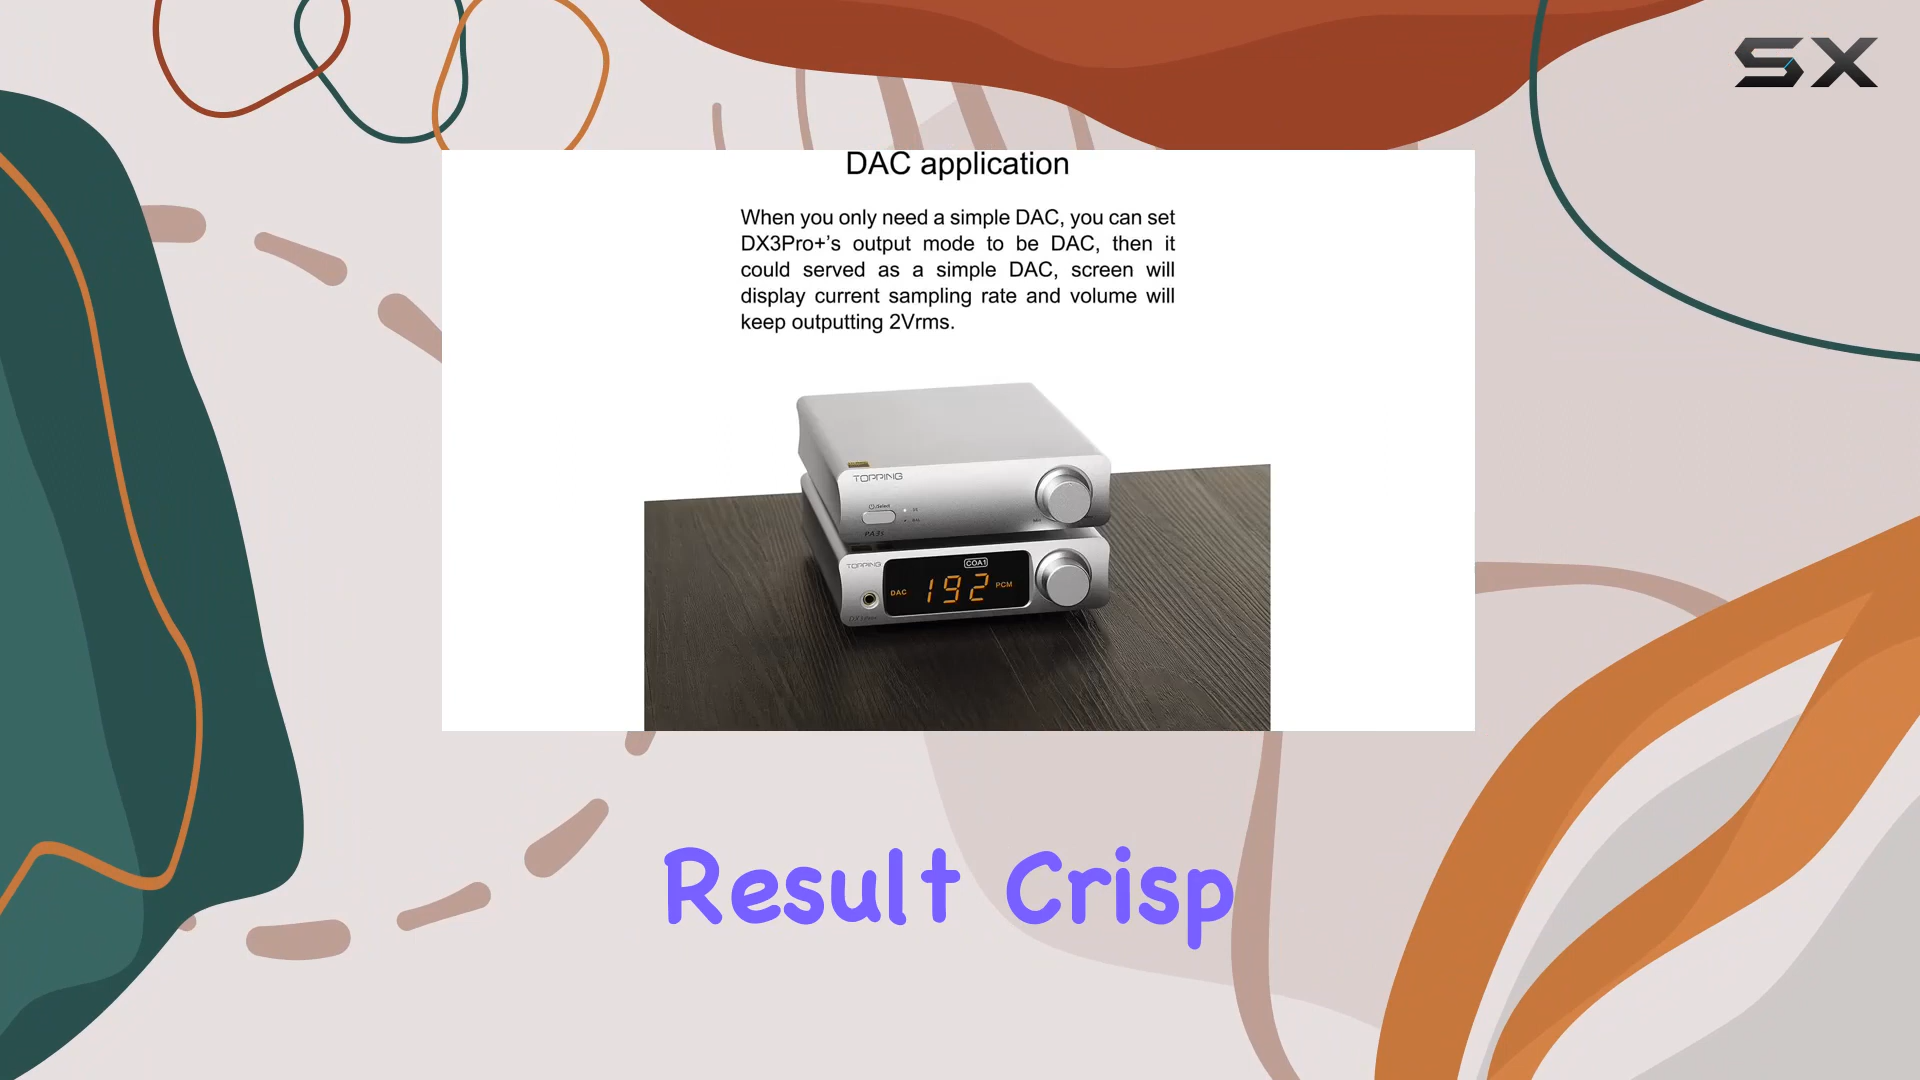 SX
DAC application
When you only need a simple DAC, you can set
DX3Pro+'s output mode to be DAC, then it
could served as a simple DAC, screen will
display current sampling rate and volume will
keep outputting 2Vrms.
TOPPING
⏻/Select
PA3s
TOPPING
COA1
DAC 192 PCM
Result Crisp